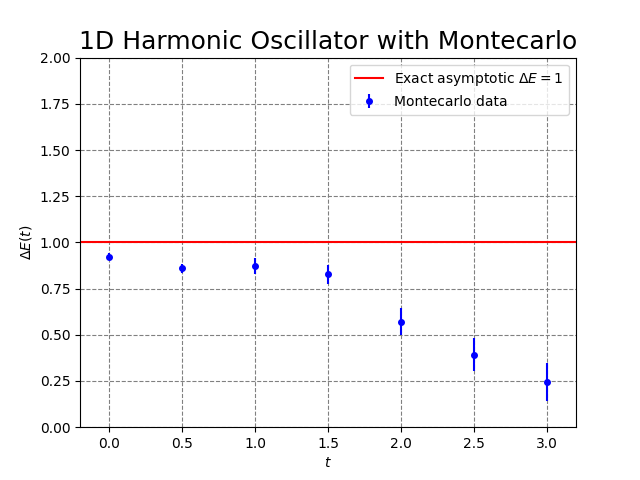 1D Harmonic Oscillator with Montecarlo
2.00
1.75
1.50
1.25
1.00
0.75
0.50
0.25
0.00
ΔE(t)
Exact asymptotic ΔE = 1
Montecarlo data
0.0 0.5 1.0 1.5 2.0 2.5 3.0
t